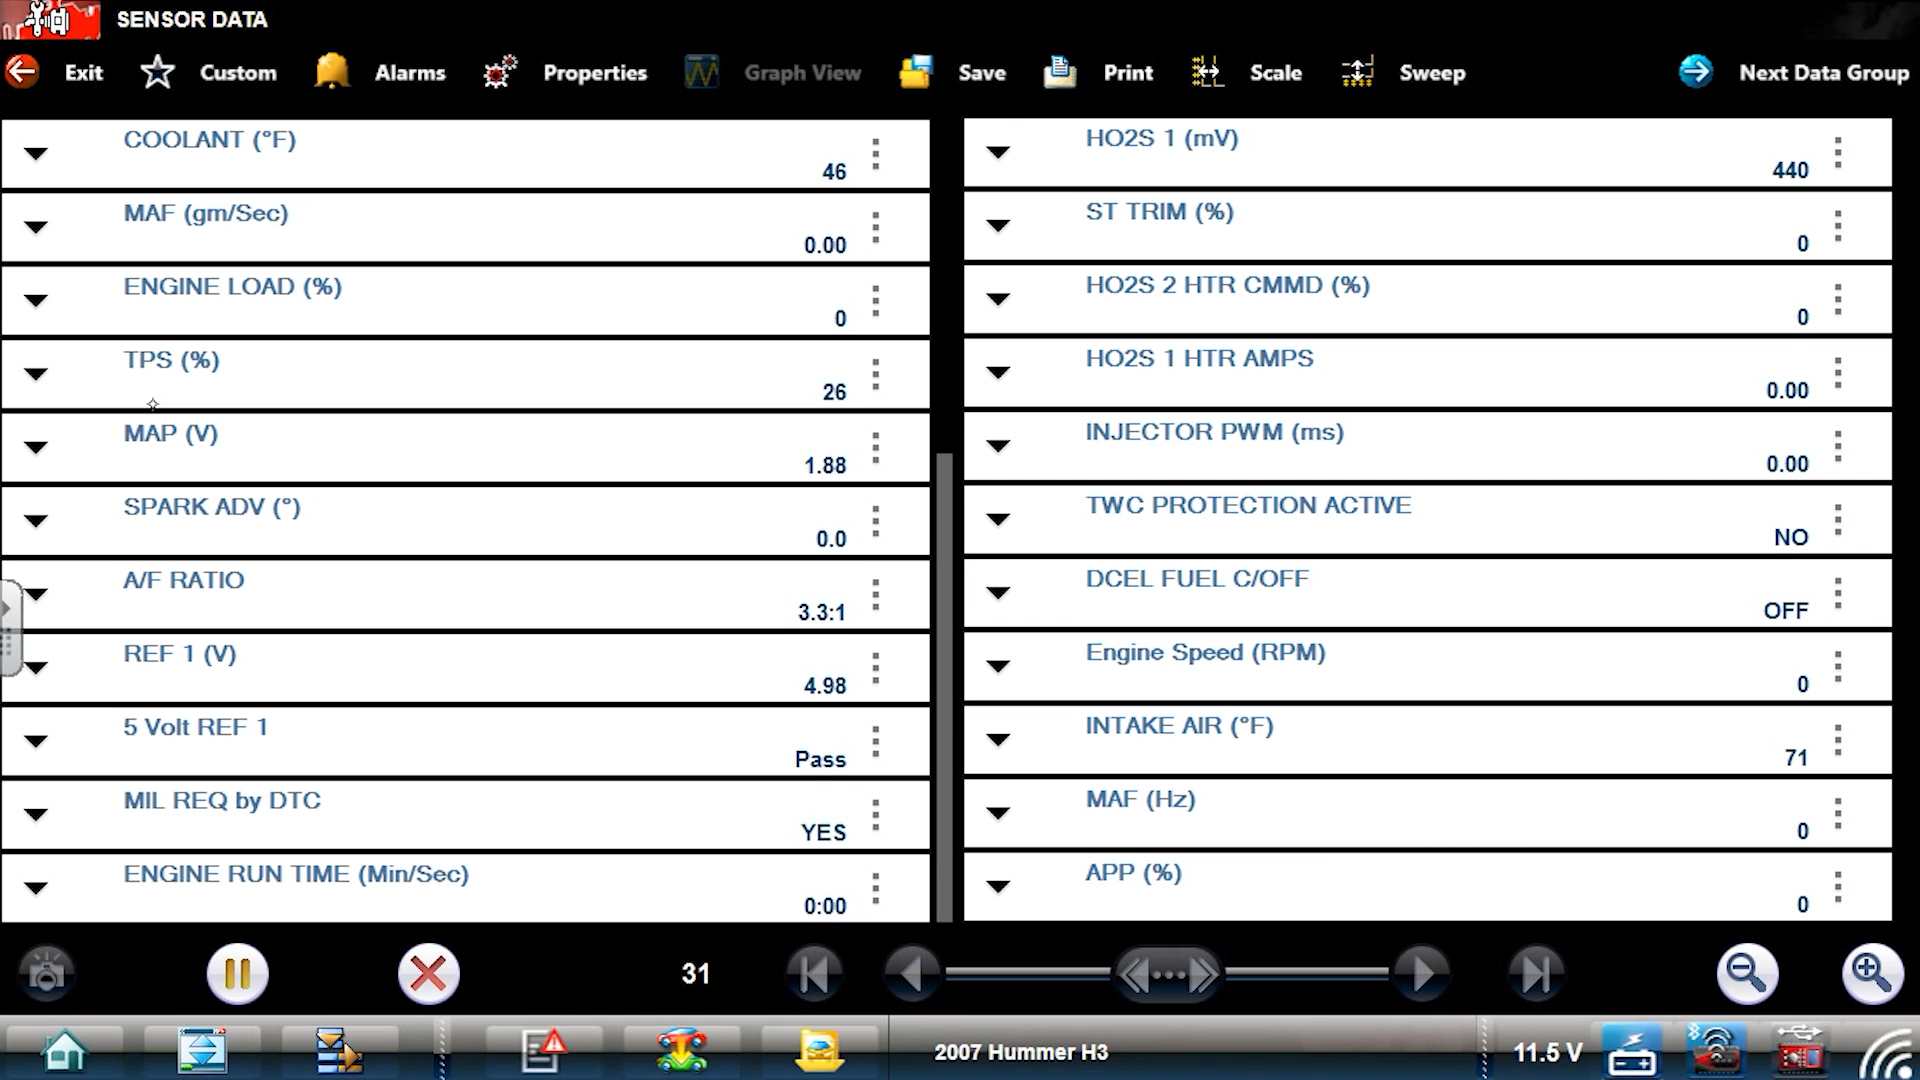 SENSOR DATA
Exit Custom Alarms Properties Graph View Save Print Scale Sweep Next Data Group
COOLANT (°F)
46
MAF (gm/Sec)
0.00
ENGINE LOAD (%)
0
TPS (%)
26
MAP (V)
1.88
SPARK ADV (°)
0.0
A/F RATIO
3.3:1
REF 1 (V)
4.98
5 Volt REF 1
Pass
MIL REQ by DTC
YES
ENGINE RUN TIME (Min/Sec)
0:00
HO2S 1 (mV)
440
ST TRIM (%)
0
HO2S 2 HTR CMMD (%)
0
HO2S 1 HTR AMPS
0.00
INJECTOR PWM (ms)
0.00
TWC PROTECTION ACTIVE
NO
DCEL FUEL C/OFF
OFF
Engine Speed (RPM)
0
INTAKE AIR (°F)
71
MAF (Hz)
0
APP (%)
0
31
2007 Hummer H3
11.5 V